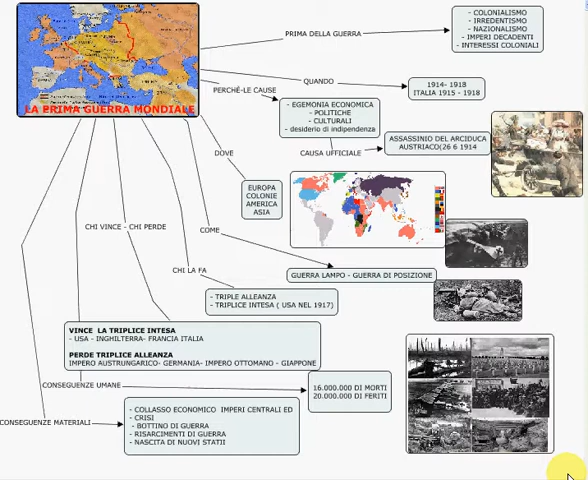 LA PRIMA GUERRA MONDIALE
PRIMA DELLA GUERRA
- COLONIALISMO
- IRREDENTISMO
- NAZIONALISMO
- IMPERI DECADENTI
- INTERESSI COLONIALI
QUANDO
1914- 1918
ITALIA 1915 - 1918
PERCHÈ-LE CAUSE
- EGEMONIA ECONOMICA
- POLITICHE
- CULTURALI
- desiderio di indipendenza
CAUSA UFFICIALE
ASSASSINIO DEL ARCIDUCA
AUSTRIACO(26 6 1914
DOVE
EUROPA
COLONIE
AMERICA
ASIA
COME
GUERRA LAMPO - GUERRA DI POSIZIONE
CHI LA FA
- TRIPLE ALLEANZA
- TRIPLICE INTESA ( USA NEL 1917)
CHI VINCE - CHI PERDE
VINCE LA TRIPLICE INTESA
- USA - INGHILTERRA- FRANCIA ITALIA
PERDE TRIPLICE ALLEANZA
IMPERO AUSTRUNGARICO- GERMANIA- IMPERO OTTOMANO - GIAPPONE
CONSEGUENZE UMANE
16.000.000 DI MORTI
20.000.000 DI FERITI
CONSEGUENZE MATERIALI
- COLLASSO ECONOMICO IMPERI CENTRALI ED
- CRISI
- BOTTINO DI GUERRA
- RISARCIMENTI DI GUERRA
- NASCITA DI NUOVI STATII